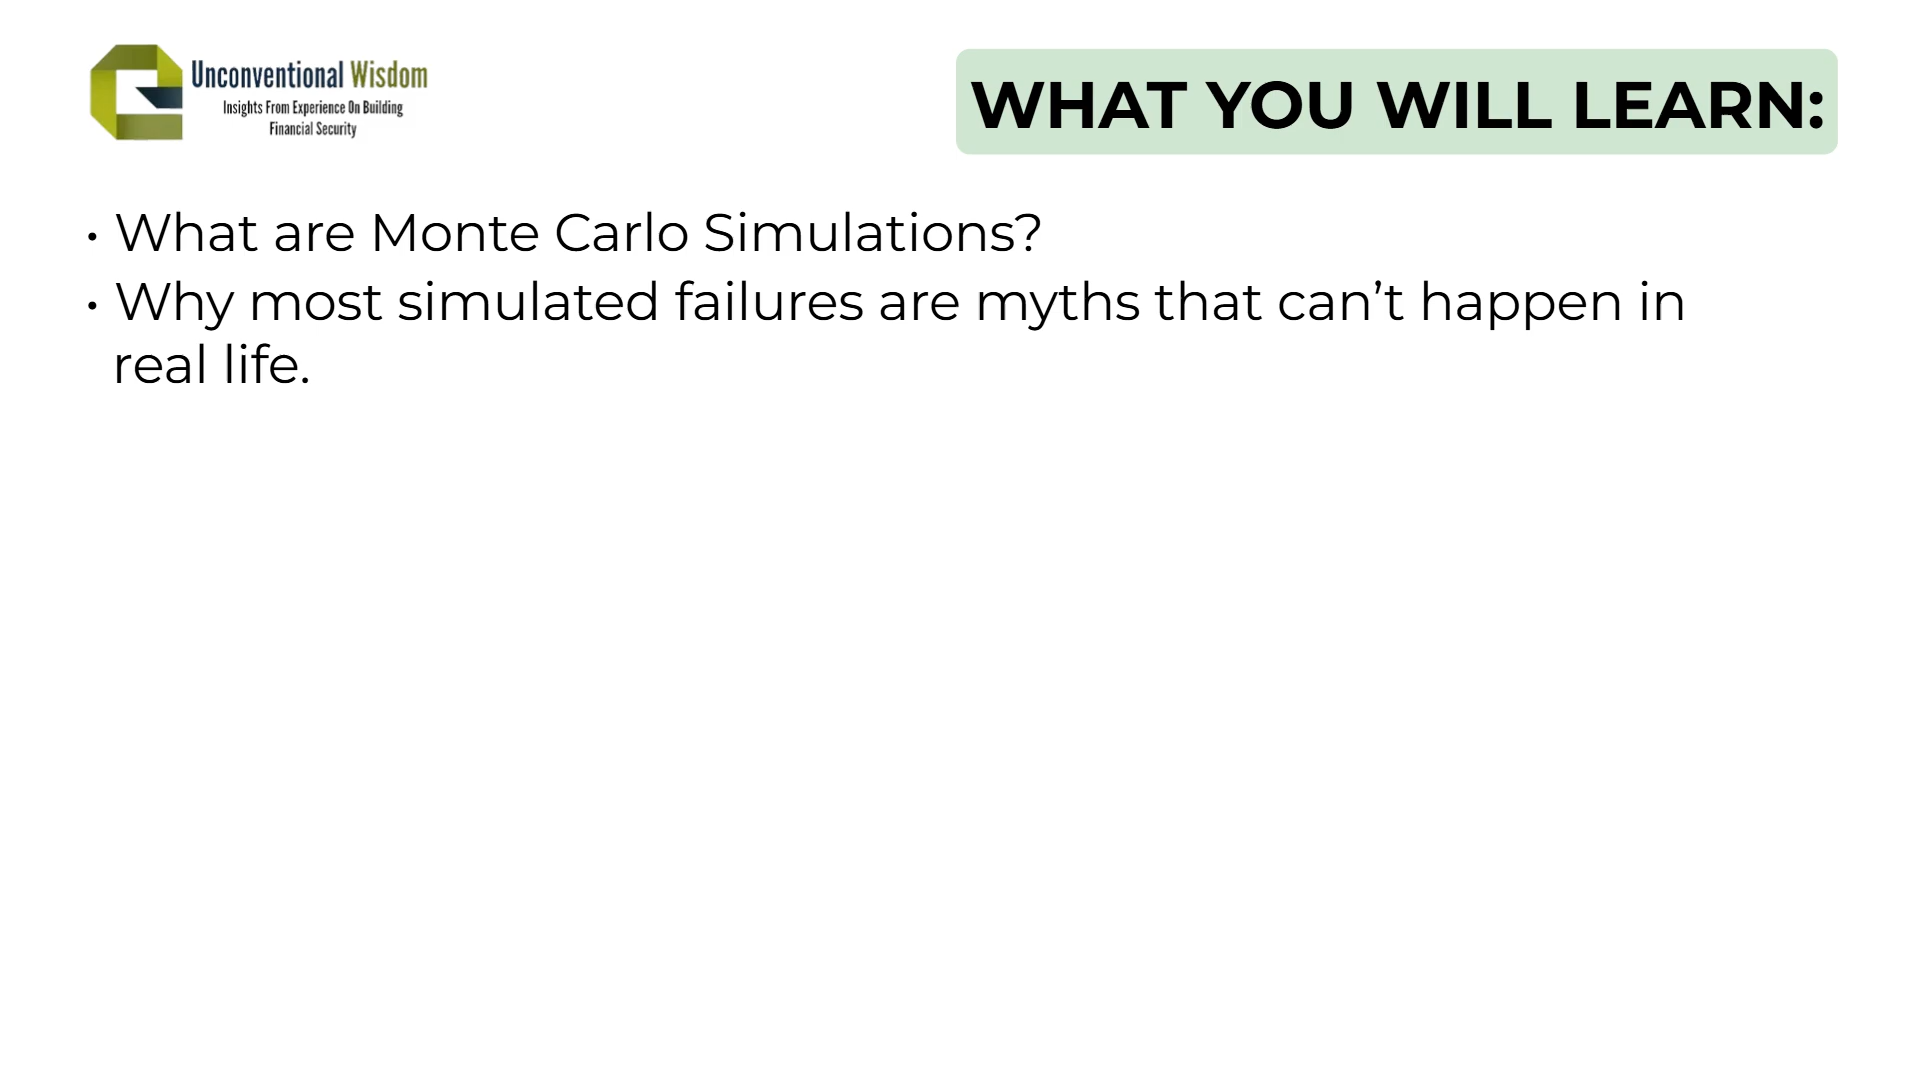 Unconventional Wisdom
Insights From Experience On Building
Financial Security
WHAT YOU WILL LEARN:
• What are Monte Carlo Simulations?
• Why most simulated failures are myths that can’t happen in
real life.